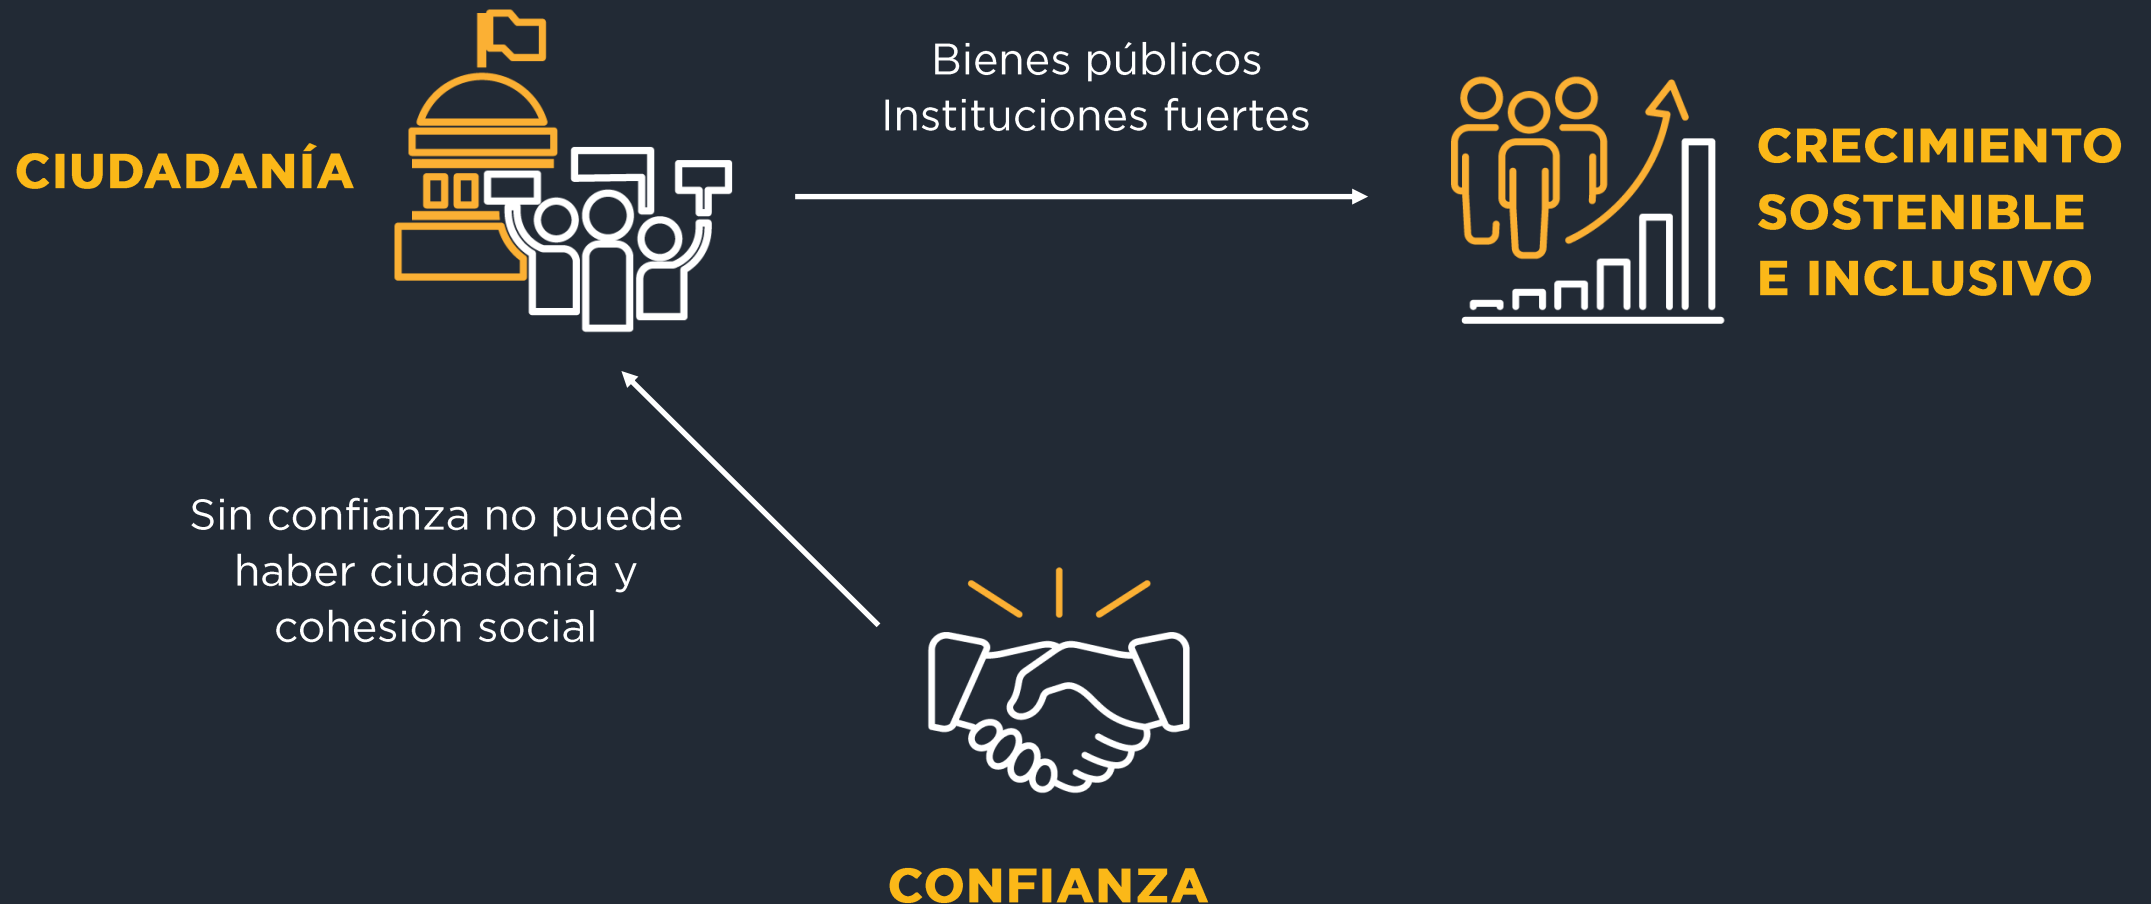 CIUDADANÍA
Bienes públicos
Instituciones fuertes
CRECIMIENTO
SOSTENIBLE
E INCLUSIVO
Sin confianza no puede
haber ciudadanía y
cohesión social
CONFIANZA